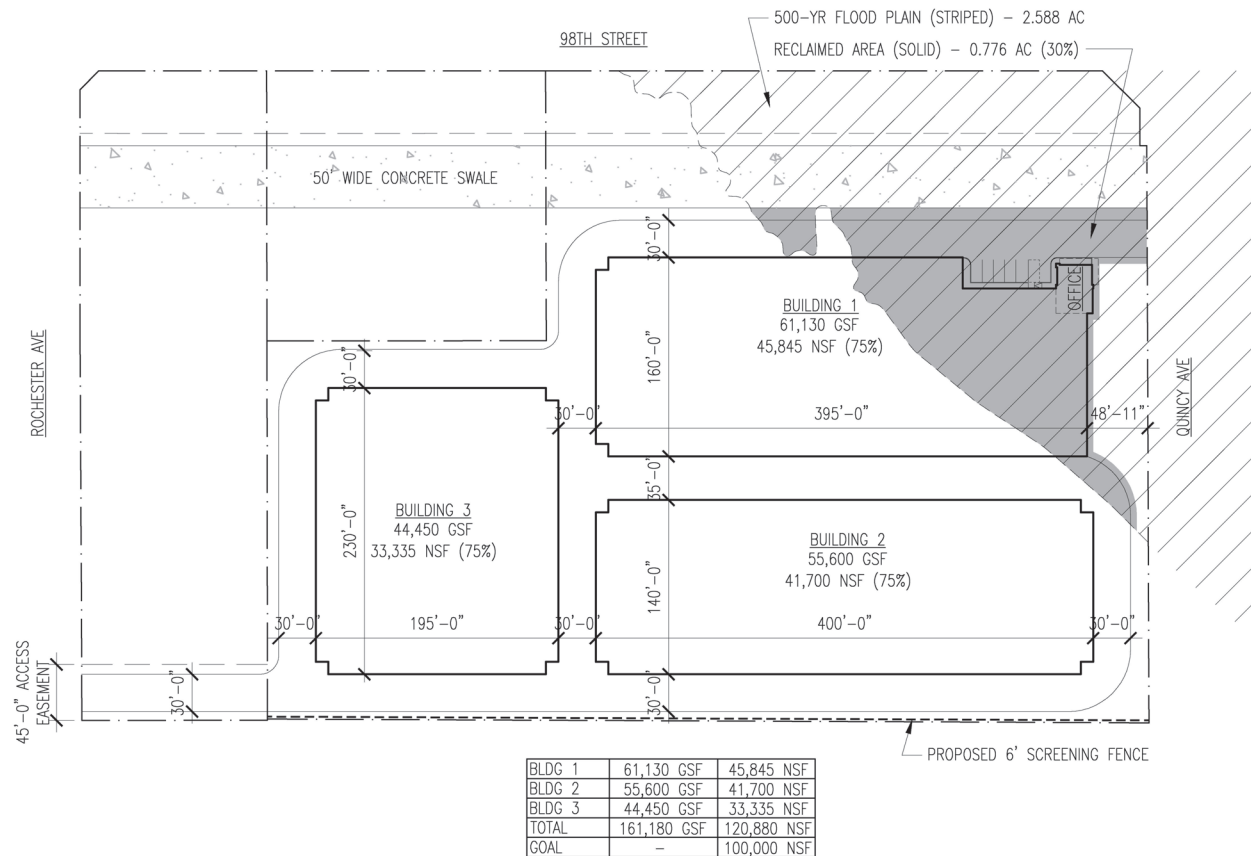 500-YR FLOOD PLAIN (STRIPED) – 2.588 AC
98TH STREET
RECLAIMED AREA (SOLID) – 0.776 AC (30%)
50' WIDE CONCRETE SWALE
30'-0"
OFFICE
BUILDING 1
61,130 GSF
45,845 NSF (75%)
160'-0"
ROCHESTER AVE
QUINCY AVE
30'-0"
30'-0"
395'-0"
48'-11"
35'-0"
BUILDING 3
44,450 GSF
33,335 NSF (75%)
230'-0"
BUILDING 2
55,600 GSF
41,700 NSF (75%)
140'-0"
30'-0"
195'-0"
30'-0"
400'-0"
30'-0"
45'-0" ACCESS
EASEMENT
30'-0"
30'-0"
PROPOSED 6' SCREENING FENCE
BLDG 1 61,130 GSF 45,845 NSF
BLDG 2 55,600 GSF 41,700 NSF
BLDG 3 44,450 GSF 33,335 NSF
TOTAL 161,180 GSF 120,880 NSF
GOAL – 100,000 NSF